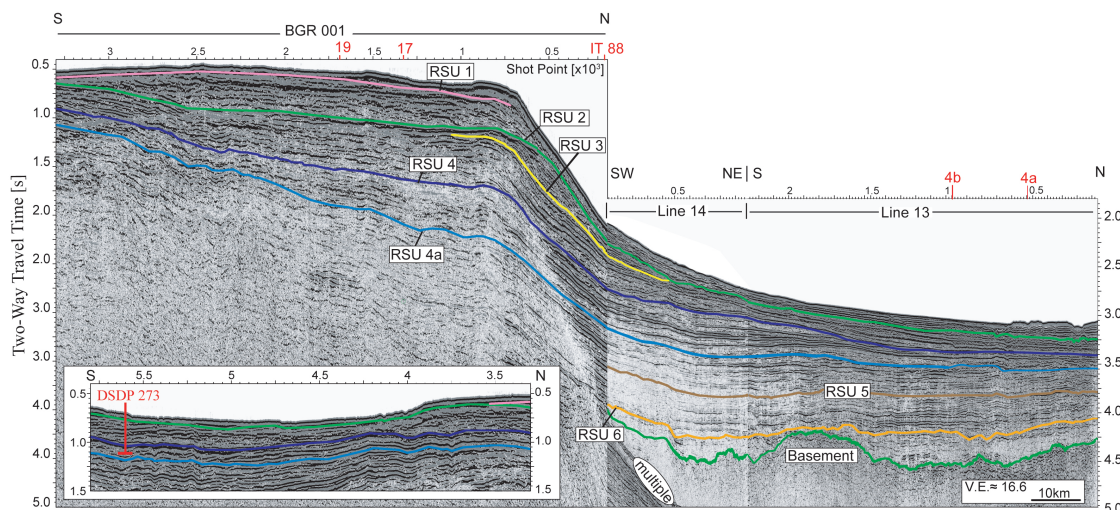 S BGR 001 N
3 2.5 2 19 1.5 17 1 0.5 IT 88
Shot Point [x10³]
Two-Way Travel Time [s]
0.5
1.0
1.5
2.0
2.0
3.0
3.0
4.0
4.0
5.0
RSU 1
RSU 2
RSU 3
RSU 4
RSU 4a
SW NE S 4b 4a N
0.5 2 1.5 1 0.5
Line 14 Line 13
2.0
2.5
3.0
3.5
4.0
4.5
5.0
RSU 5
RSU 6
Basement
multiple
V.E.≈ 16.6 10km
S N
5.5 5 4.5 4 3.5
DSDP 273
0.5 0.5
1.0 1.0
1.5 1.5